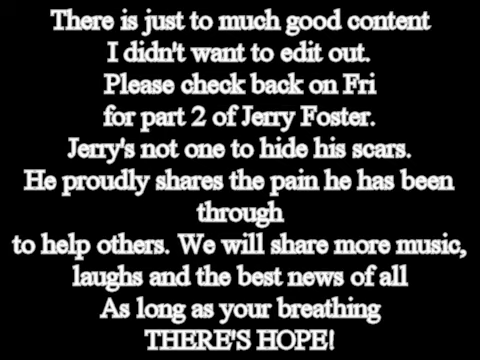 There is just to much good content
I didn't want to edit out.
Please check back on Fri
for part 2 of Jerry Foster.
Jerry's not one to hide his scars.
He proudly shares the pain he has been
through
to help others. We will share more music,
laughs and the best news of all
As long as your breathing
THERE'S HOPE!